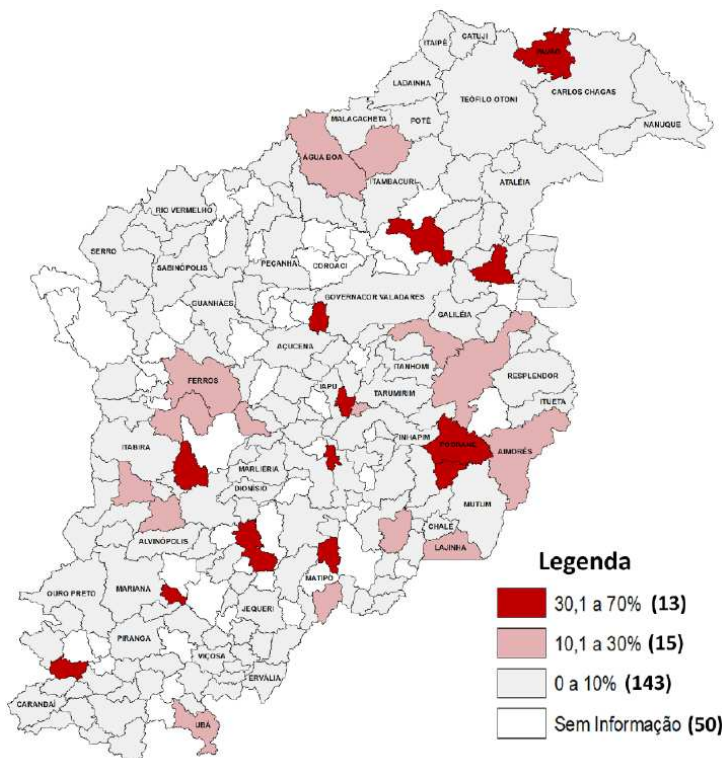 CATUJI
ITAIPÉ
LADAINHA
TEÓFILO OTONI
CARLOS CHAGAS
NANUQUE
MALACACHETA
POTÉ
ÁGUA BOA
ITAMBACURI
ATALÉIA
RIO VERMELHO
SERRO
SABINÓPOLIS
PEÇANHA
COROACI
GUANHÃES
GOVERNADOR VALADARES
GALILÉIA
AÇUCENA
FERROS
IAPU
ITANHOMI
TARUMIRIM
RESPLENDOR
ITUETA
ITABIRA
INHAPIM
POCRANE
AIMORÉS
MARLIÉRIA
DIONÍSIO
MUTUM
ALVINÓPOLIS
CHALÉ
LAJINHA
MATIPÓ
OURO PRETO
MARIANA
JEQUERI
PIRANGA
VIÇOSA
ERVÁLIA
CARANDAÍ
UBÁ
Legenda
30,1 a 70% (13)
10,1 a 30% (15)
0 a 10% (143)
Sem Informação (50)